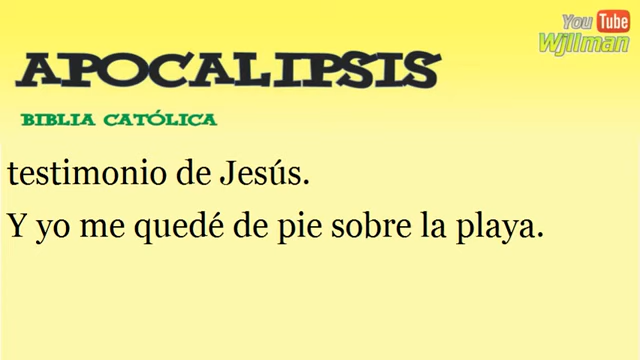 You Tube
Wjllman
APOCALIPSIS
BIBLIA CATÓLICA
testimonio de Jesús.
Y yo me quedé de pie sobre la playa.